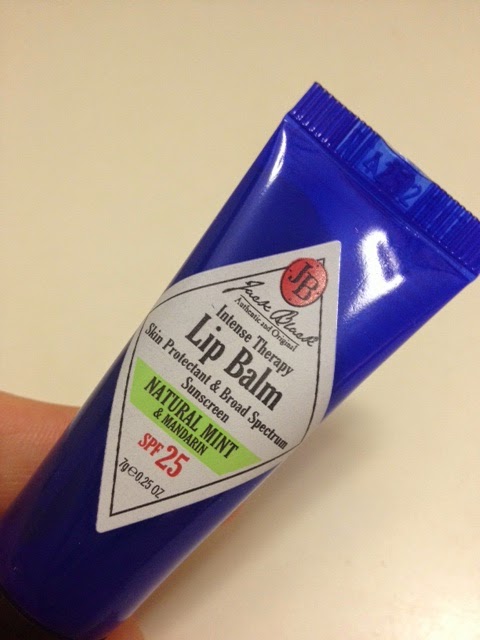 JB
Jack Black
Authentic and Original
Intense Therapy
Lip Balm
Skin Protectant & Broad Spectrum
Sunscreen
NATURAL MINT
& MANDARIN
SPF 25
7g e 0.25 OZ